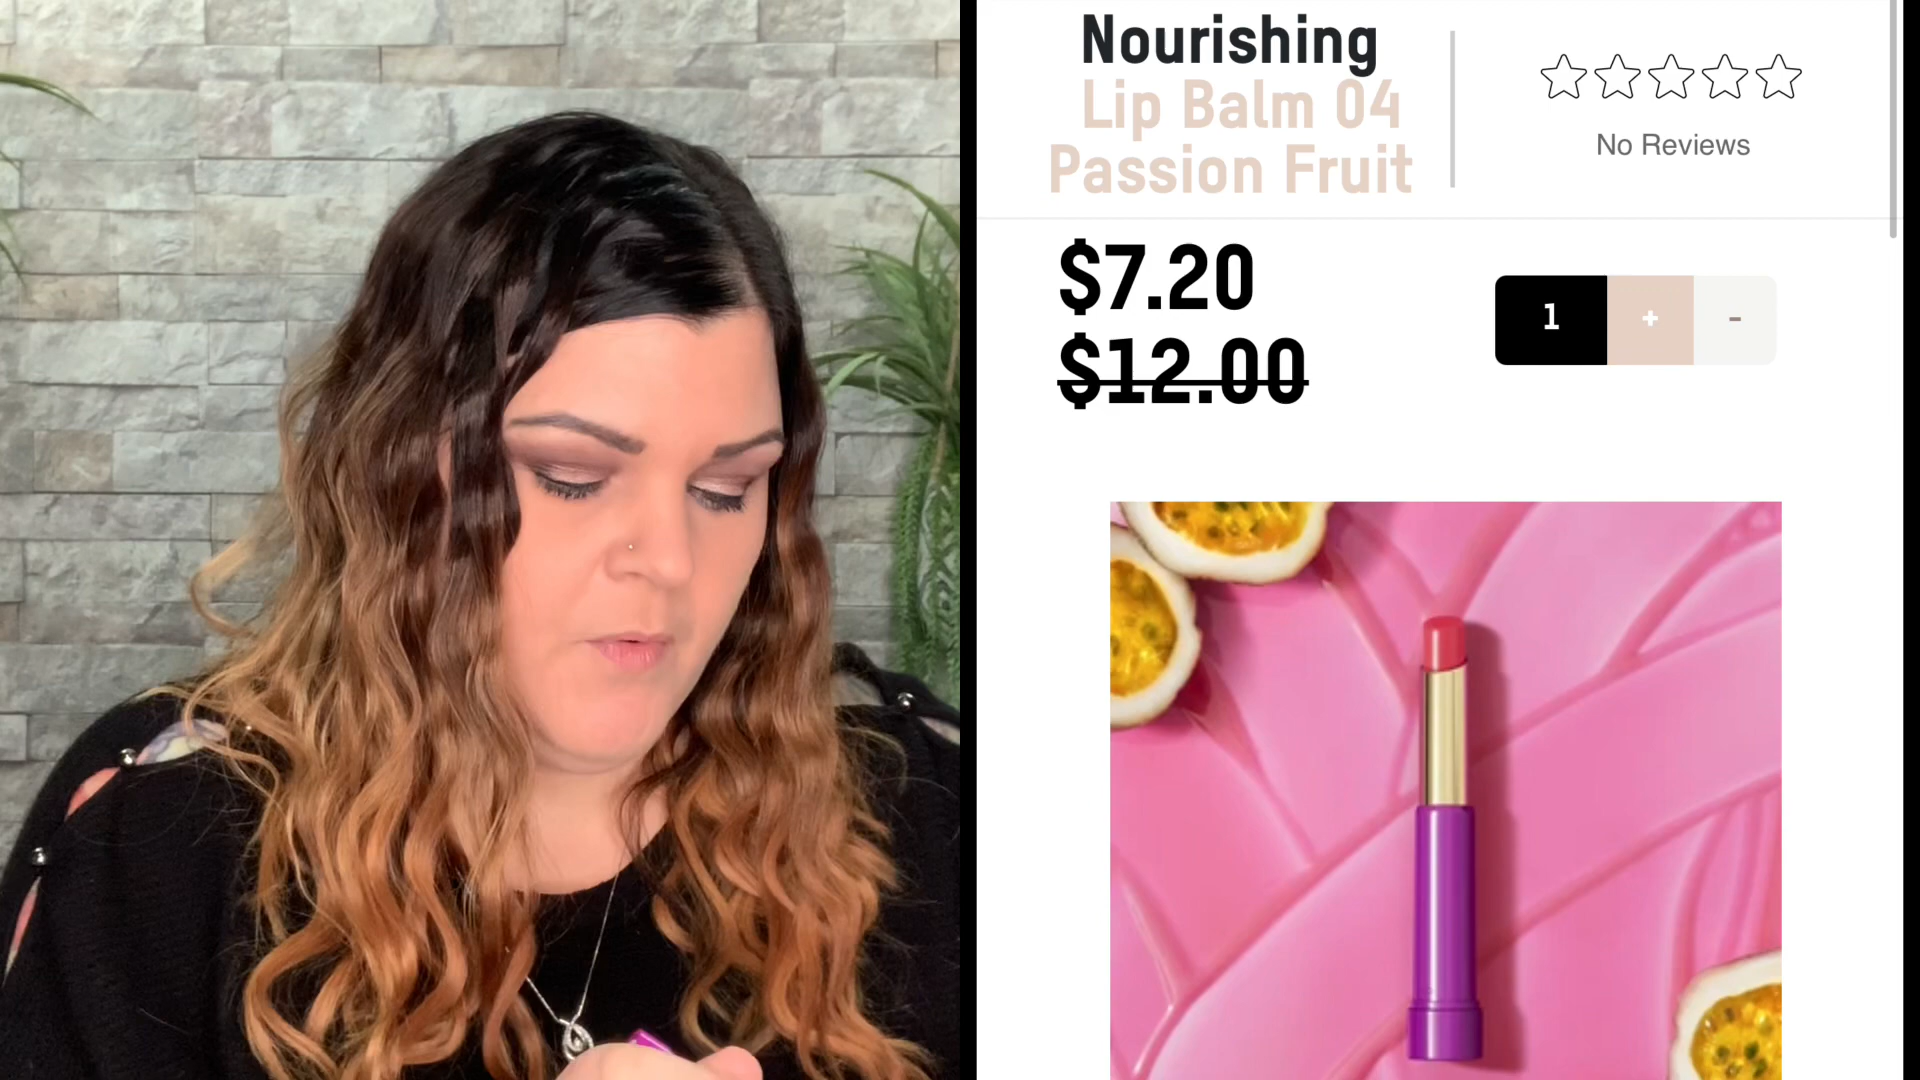 Nourishing
Lip Balm 04
Passion Fruit
No Reviews
$7.20
$12.00
1 + -